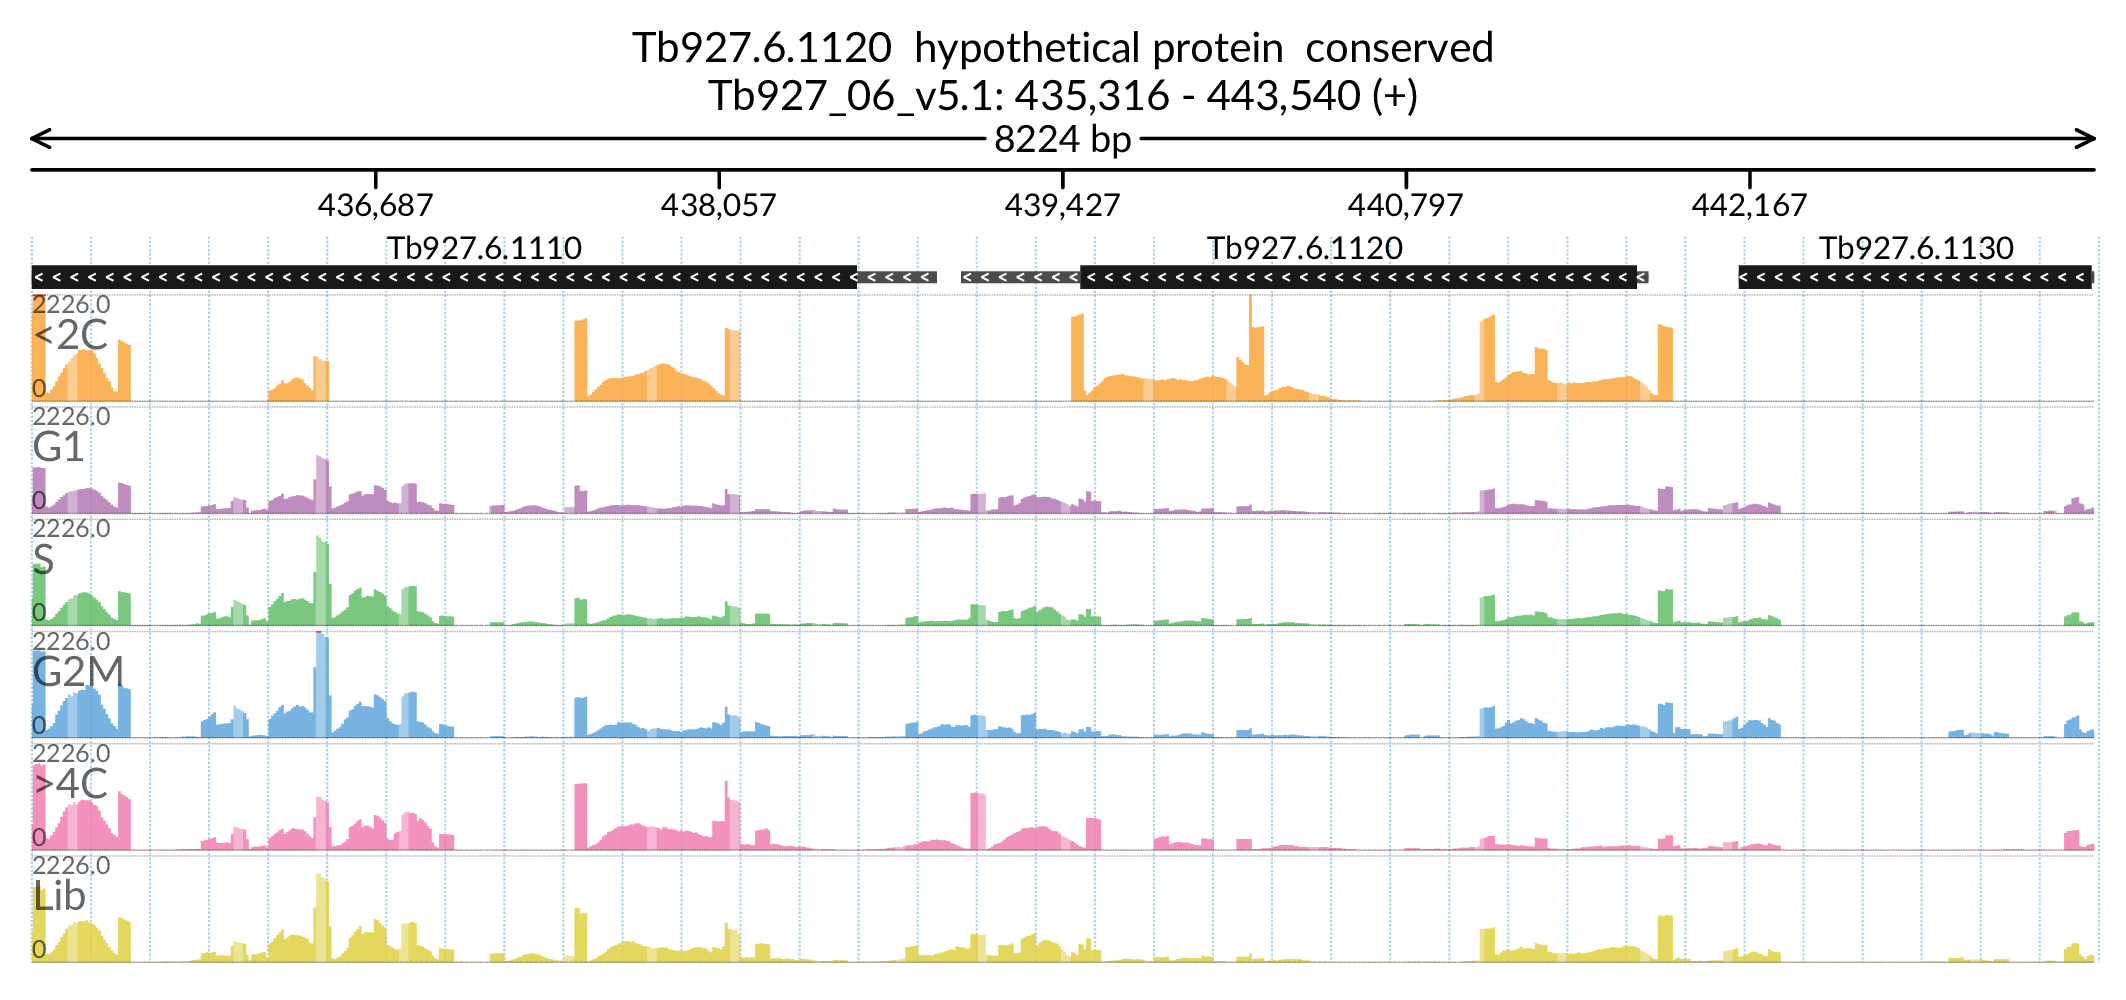 Tb927.6.1120  hypothetical protein  conserved
Tb927_06_v5.1: 435,316 - 443,540 (+)
8224 bp
436,687 438,057 439,427 440,797 442,167
Tb927.6.1110 Tb927.6.1120 Tb927.6.1130
2226.0
<2C
0
2226.0
G1
0
2226.0
S
0
2226.0
G2M
0
2226.0
>4C
0
2226.0
Lib
0